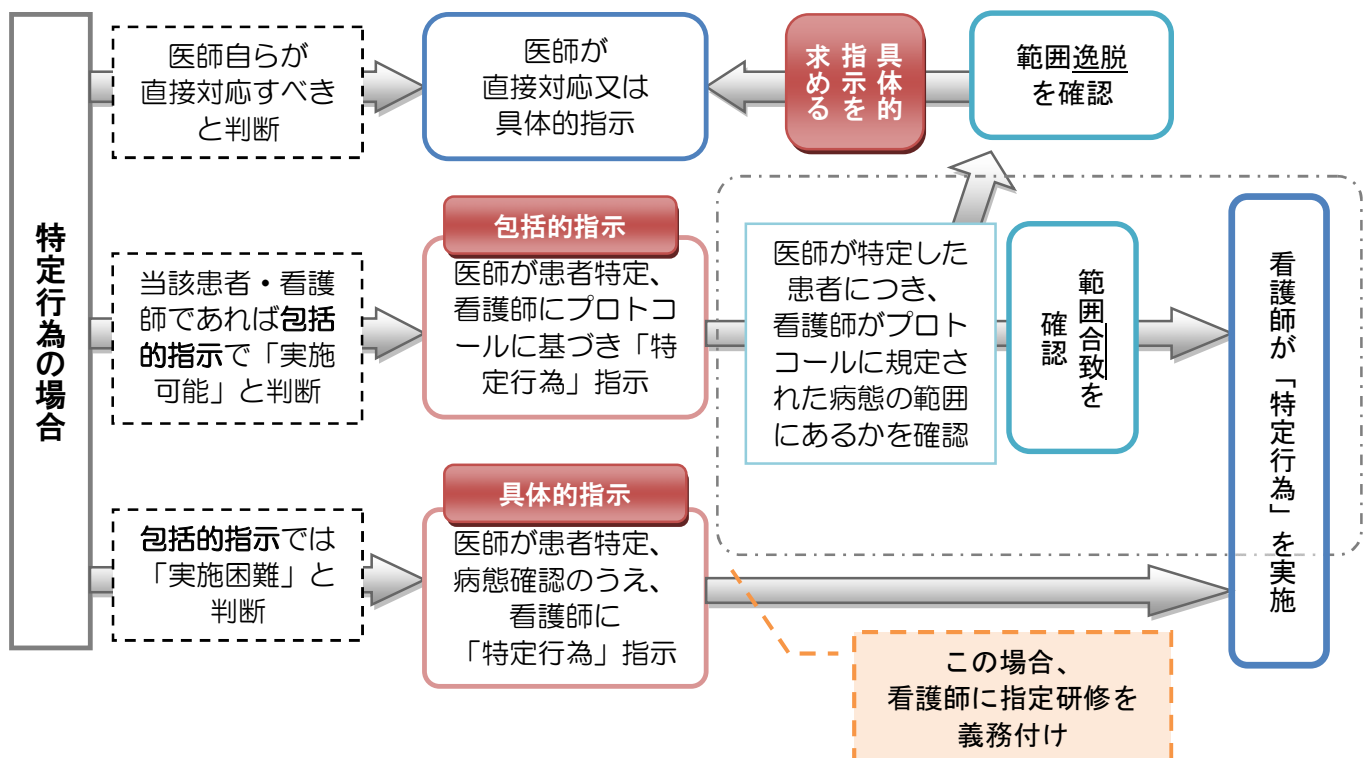 特定行為の場合
医師自らが
直接対応すべき
と判断
医師が
直接対応又は
具体的指示
具体的
指示を
求める
範囲逸脱
を確認
当該患者・看護
師であれば包括
的指示で「実施
可能」と判断
包括的指示
医師が患者特定、
看護師にプロトコ
ールに基づき「特
定行為」指示
医師が特定した
患者につき、
看護師がプロト
コールに規定さ
れた病態の範囲
にあるかを確認
範囲合致を
確認
看護師が「特定行為」を実施
包括的指示では
「実施困難」と
判断
具体的指示
医師が患者特定、
病態確認のうえ、
看護師に
「特定行為」指示
この場合、
看護師に指定研修を
義務付け